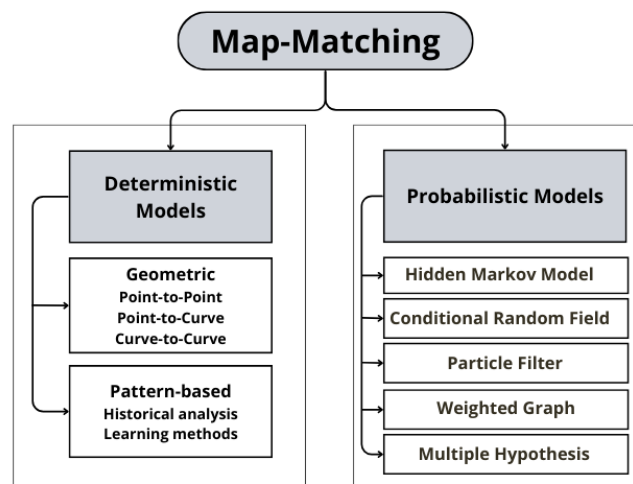 Map-Matching
Deterministic
Models
Geometric
Point-to-Point
Point-to-Curve
Curve-to-Curve
Pattern-based
Historical analysis
Learning methods
Probabilistic Models
Hidden Markov Model
Conditional Random Field
Particle Filter
Weighted Graph
Multiple Hypothesis